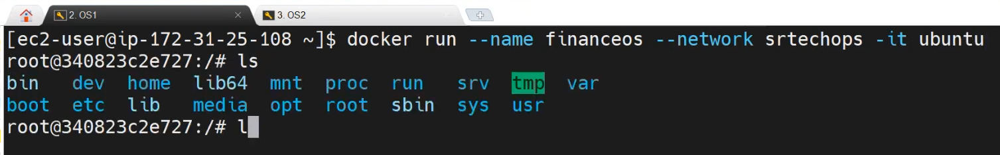 2. OS1
3. OS2
[ec2-user@ip-172-31-25-108 ~]$ docker run --name financeos --network srtechops -it ubuntu
root@340823c2e727:/# ls
bin dev home lib64 mnt proc run srv tmp var
boot etc lib media opt root sbin sys usr
root@340823c2e727:/# l